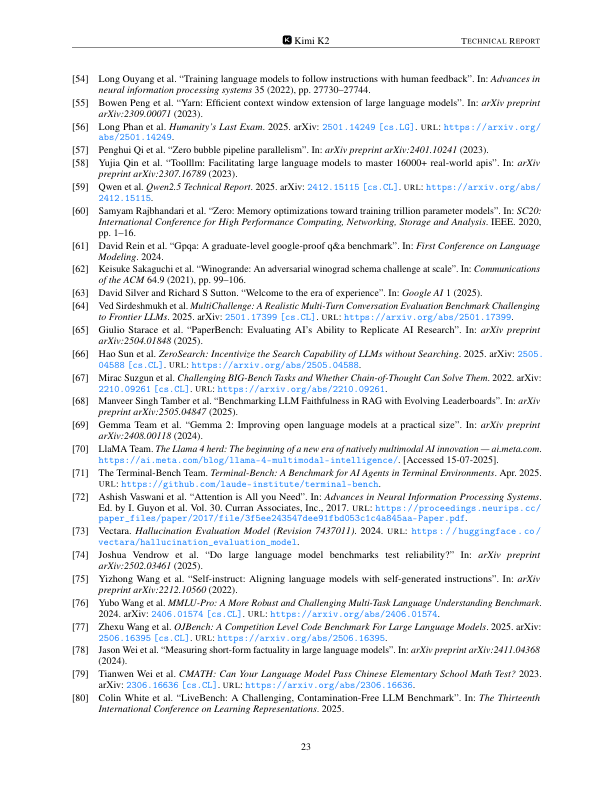 K Kimi K2
TECHNICAL REPORT
[54] Long Ouyang et al. “Training language models to follow instructions with human feedback”. In: Advances in
neural information processing systems 35 (2022), pp. 27730–27744.
[55] Bowen Peng et al. “Yarn: Efficient context window extension of large language models”. In: arXiv preprint
arXiv:2309.00071 (2023).
[56] Long Phan et al. Humanity’s Last Exam. 2025. arXiv: 2501.14249 [cs.LG]. URL: https://arxiv.org/
abs/2501.14249.
[57] Penghui Qi et al. “Zero bubble pipeline parallelism”. In: arXiv preprint arXiv:2401.10241 (2023).
[58] Yujia Qin et al. “Toolllm: Facilitating large language models to master 16000+ real-world apis”. In: arXiv
preprint arXiv:2307.16789 (2023).
[59] Qwen et al. Qwen2.5 Technical Report. 2025. arXiv: 2412.15115 [cs.CL]. URL: https://arxiv.org/abs/
2412.15115.
[60] Samyam Rajbhandari et al. “Zero: Memory optimizations toward training trillion parameter models”. In: SC20:
International Conference for High Performance Computing, Networking, Storage and Analysis. IEEE. 2020,
pp. 1–16.
[61] David Rein et al. “Gpqa: A graduate-level google-proof q&a benchmark”. In: First Conference on Language
Modeling. 2024.
[62] Keisuke Sakaguchi et al. “Winogrande: An adversarial winograd schema challenge at scale”. In: Communications
of the ACM 64.9 (2021), pp. 99–106.
[63] David Silver and Richard S Sutton. “Welcome to the era of experience”. In: Google AI 1 (2025).
[64] Ved Sirdeshmukh et al. MultiChallenge: A Realistic Multi-Turn Conversation Evaluation Benchmark Challenging
to Frontier LLMs. 2025. arXiv: 2501.17399 [cs.CL]. URL: https://arxiv.org/abs/2501.17399.
[65] Giulio Starace et al. “PaperBench: Evaluating AI’s Ability to Replicate AI Research”. In: arXiv preprint
arXiv:2504.01848 (2025).
[66] Hao Sun et al. ZeroSearch: Incentivize the Search Capability of LLMs without Searching. 2025. arXiv: 2505.
04588 [cs.CL]. URL: https://arxiv.org/abs/2505.04588.
[67] Mirac Suzgun et al. Challenging BIG-Bench Tasks and Whether Chain-of-Thought Can Solve Them. 2022. arXiv:
2210.09261 [cs.CL]. URL: https://arxiv.org/abs/2210.09261.
[68] Manveer Singh Tamber et al. “Benchmarking LLM Faithfulness in RAG with Evolving Leaderboards”. In: arXiv
preprint arXiv:2505.04847 (2025).
[69] Gemma Team et al. “Gemma 2: Improving open language models at a practical size”. In: arXiv preprint
arXiv:2408.00118 (2024).
[70] LlaMA Team. The Llama 4 herd: The beginning of a new era of natively multimodal AI innovation — ai.meta.com.
https://ai.meta.com/blog/llama-4-multimodal-intelligence/. [Accessed 15-07-2025].
[71] The Terminal-Bench Team. Terminal-Bench: A Benchmark for AI Agents in Terminal Environments. Apr. 2025.
URL: https://github.com/laude-institute/terminal-bench.
[72] Ashish Vaswani et al. “Attention is All you Need”. In: Advances in Neural Information Processing Systems.
Ed. by I. Guyon et al. Vol. 30. Curran Associates, Inc., 2017. URL: https://proceedings.neurips.cc/
paper_files/paper/2017/file/3f5ee243547dee91fbd053c1c4a845aa-Paper.pdf.
[73] Vectara. Hallucination Evaluation Model (Revision 7437011). 2024. URL: https://huggingface.co/
vectara/hallucination_evaluation_model.
[74] Joshua Vendrow et al. “Do large language model benchmarks test reliability?” In: arXiv preprint
arXiv:2502.03461 (2025).
[75] Yizhong Wang et al. “Self-instruct: Aligning language models with self-generated instructions”. In: arXiv
preprint arXiv:2212.10560 (2022).
[76] Yubo Wang et al. MMLU-Pro: A More Robust and Challenging Multi-Task Language Understanding Benchmark.
2024. arXiv: 2406.01574 [cs.CL]. URL: https://arxiv.org/abs/2406.01574.
[77] Zhexu Wang et al. OJBench: A Competition Level Code Benchmark For Large Language Models. 2025. arXiv:
2506.16395 [cs.CL]. URL: https://arxiv.org/abs/2506.16395.
[78] Jason Wei et al. “Measuring short-form factuality in large language models”. In: arXiv preprint arXiv:2411.04368
(2024).
[79] Tianwen Wei et al. CMATH: Can Your Language Model Pass Chinese Elementary School Math Test? 2023.
arXiv: 2306.16636 [cs.CL]. URL: https://arxiv.org/abs/2306.16636.
[80] Colin White et al. “LiveBench: A Challenging, Contamination-Free LLM Benchmark”. In: The Thirteenth
International Conference on Learning Representations. 2025.
23